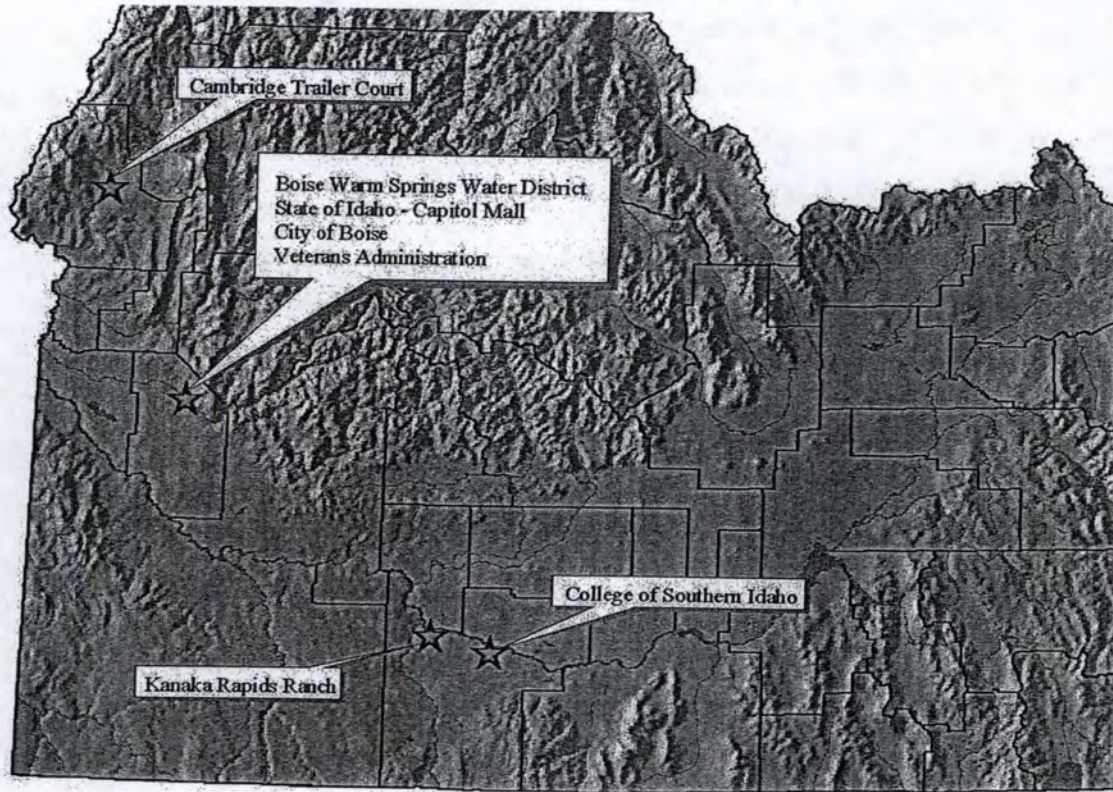 Cambridge Trailer Court
Boise Warm Springs Water District
State of Idaho - Capitol Mall
City of Boise
Veterans Administration
College of Southern Idaho
Kanaka Rapids Ranch